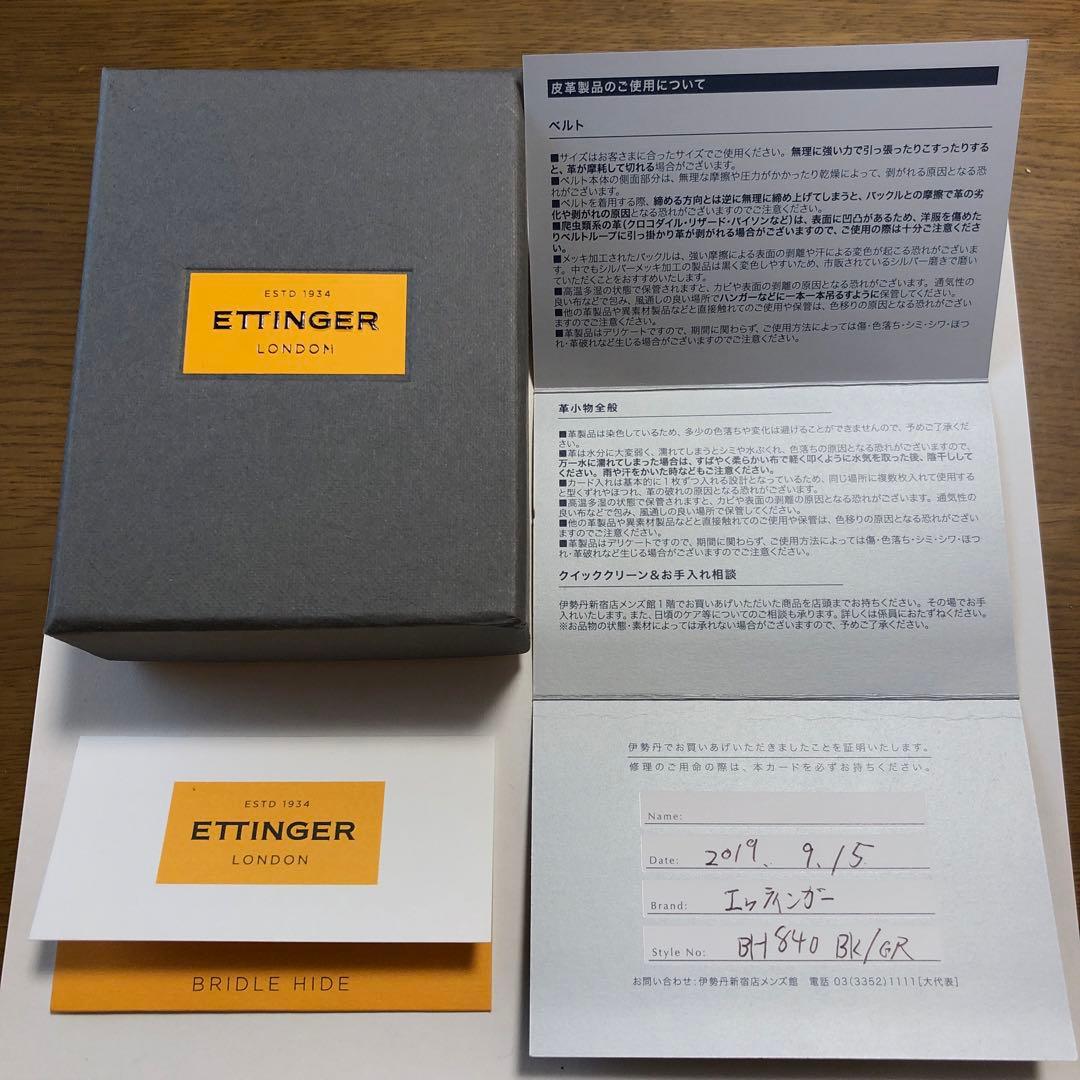 ESTD 1934
ETTINGER
LONDON
皮革製品のご使用について
ベルト
■サイズはお客さまに合ったサイズでご使用ください。無理に強い力で引っ張ったりこすったりする
と、革が摩耗して切れる場合がございます。
■ベルト本体の側面部分は、無理な摩擦や圧力がかかったり乾燥によって、剥がれる原因となる恐
れがございます。
■ベルトを着用する際、締める方向とは逆に無理に締め上げてしまうと、バックルとの摩擦で革の劣
化や剥がれの原因となる恐れがございますのでご注意ください。
■爬虫類系の革(クロコダイル・リザード・パイソンなど)は、表面に凹凸があるため、洋服を傷めた
りベルトループに引っ掛かり革が剥がれる場合がございますので、ご使用の際は十分ご注意くださ
い。
■メッキ加工されたバックルは、強い摩擦による表面の剥離や汗による変色が起こる恐れがございま
す。中でもシルバーメッキ加工の製品は黒く変色しやすいため、市販されているシルバー磨きで磨い
ていただくことをおすすめいたします。
■高温多湿の状態で保管されますと、カビや表面の剥離の原因となる恐れがございます。通気性の
良い布などで包み、風通しの良い場所でハンガーなどに一本一本吊るすように保管してください。
■他の革製品や異素材製品などと直接触れてのご使用や保管は、色移りの原因となる恐れがござい
ますのでご注意ください。
■革製品はデリケートですので、期間に関わらず、ご使用方法によっては傷・色落ち・シミ・シワ・ほつ
れ・革破れなど生じる場合がございますのでご注意ください。
革小物全般
■革製品は染色しているため、多少の色落ちや変化は避けることができませんので、予めご了承くだ
さい。
■革は水分に大変弱く、濡れてしまうとシミや水ぶくれ、色落ちの原因となる恐れがございますので、
万一水に濡れてしまった場合は、すばやく柔らかい布で軽く叩くように水気を取った後、陰干しして
ください。雨や汗をかいた時などもご注意ください。
■カード入れは基本的に1枚ずつ入れる設計となっているため、同じ場所に複数枚入れて使用する
と型くずれやほつれ、革の破れの原因となる恐れがございます。
■高温多湿の状態で保管されますと、カビや表面の剥離の原因となる恐れがございます。通気性の
良い布などで包み、風通しの良い場所で保管してください。
■他の革製品や異素材製品などと直接触れてのご使用や保管は、色移りの原因となる恐れがござい
ますのでご注意ください。
■革製品はデリケートですので、期間に関わらず、ご使用方法によっては傷・色落ち・シミ・シワ・ほつ
れ・革破れなど生じる場合がございますのでご注意ください。
クイッククリーン＆お手入れ相談
伊勢丹新宿店メンズ館1階でお買いあげいただいた商品を店頭までお持ちください。その場でお手
入れいたします。また、日頃のケア等についてのご相談も承ります。詳しくは係員におたずねください。
※お品物の状態・素材によっては承れない場合がございますので、予めご了承ください。
伊勢丹でお買いあげいただきましたことを証明いたします。
修理のご用命の際は、本カードを必ずお持ちください。
Name:
Date: 2019. 9. 15
Brand: エッティンガー
Style No: BH840 BK/GR
お問い合わせ:伊勢丹新宿店メンズ館 電話 03(3352)1111[大代表]
ESTD 1934
ETTINGER
LONDON
BRIDLE HIDE